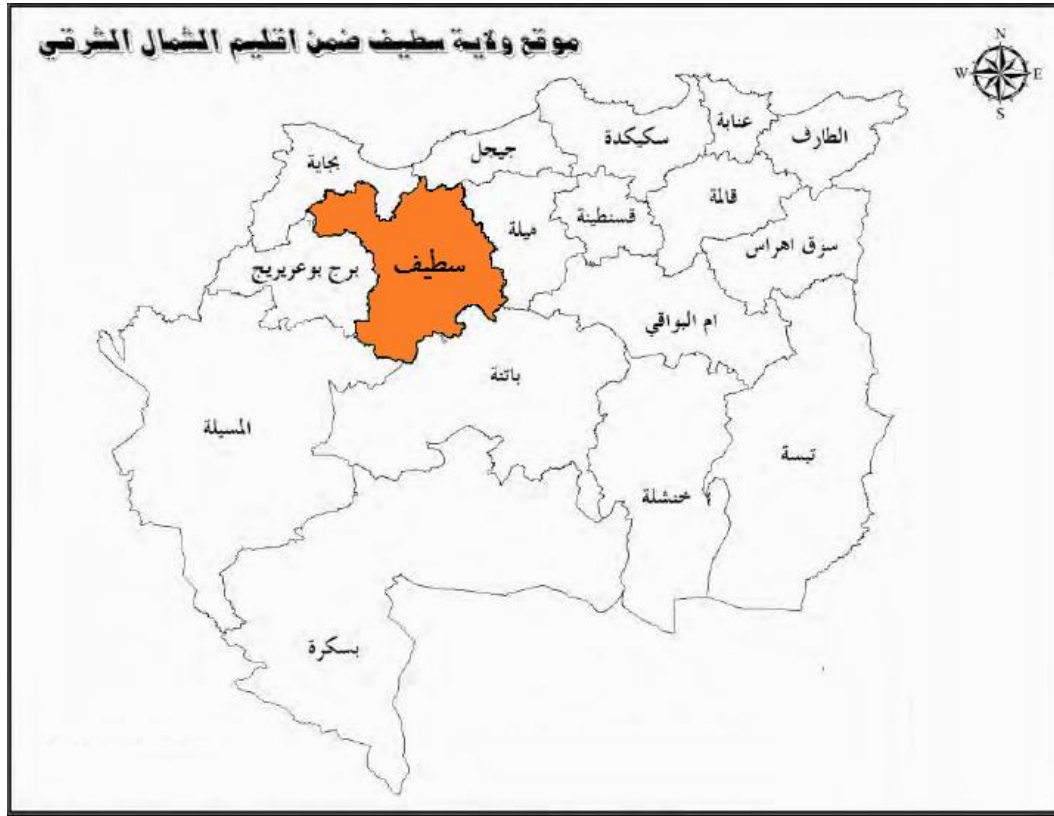 موقع ولاية سطيف ضمن اقليم الشمال الشرقي
N
W E
S
عنابة
الطارف
سكيكدة
جيجل
بجاية
قالمة
قسنطينة
ميلة
سزق اهراس
سطيف
برج بوعريريج
ام البواقي
باتنة
المسيلة
تبسة
خنشلة
بسكرة